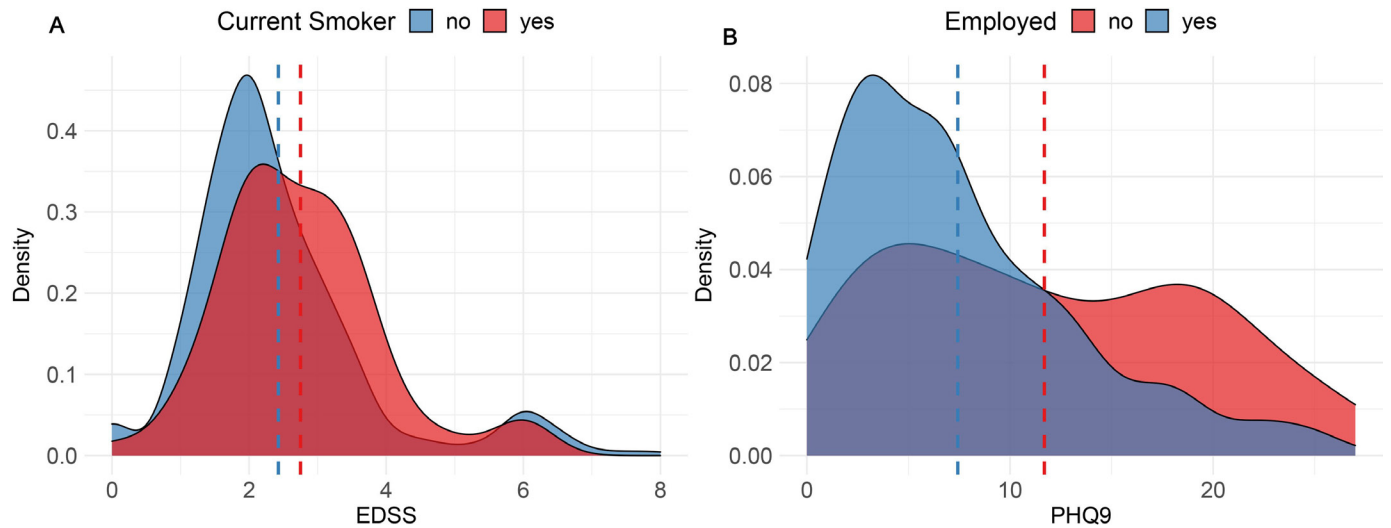 A
Current Smoker no yes
Density
0.4
0.3
0.2
0.1
0.0
0 2 4 6 8
EDSS
B
Employed no yes
Density
0.08
0.06
0.04
0.02
0.00
0 10 20
PHQ9